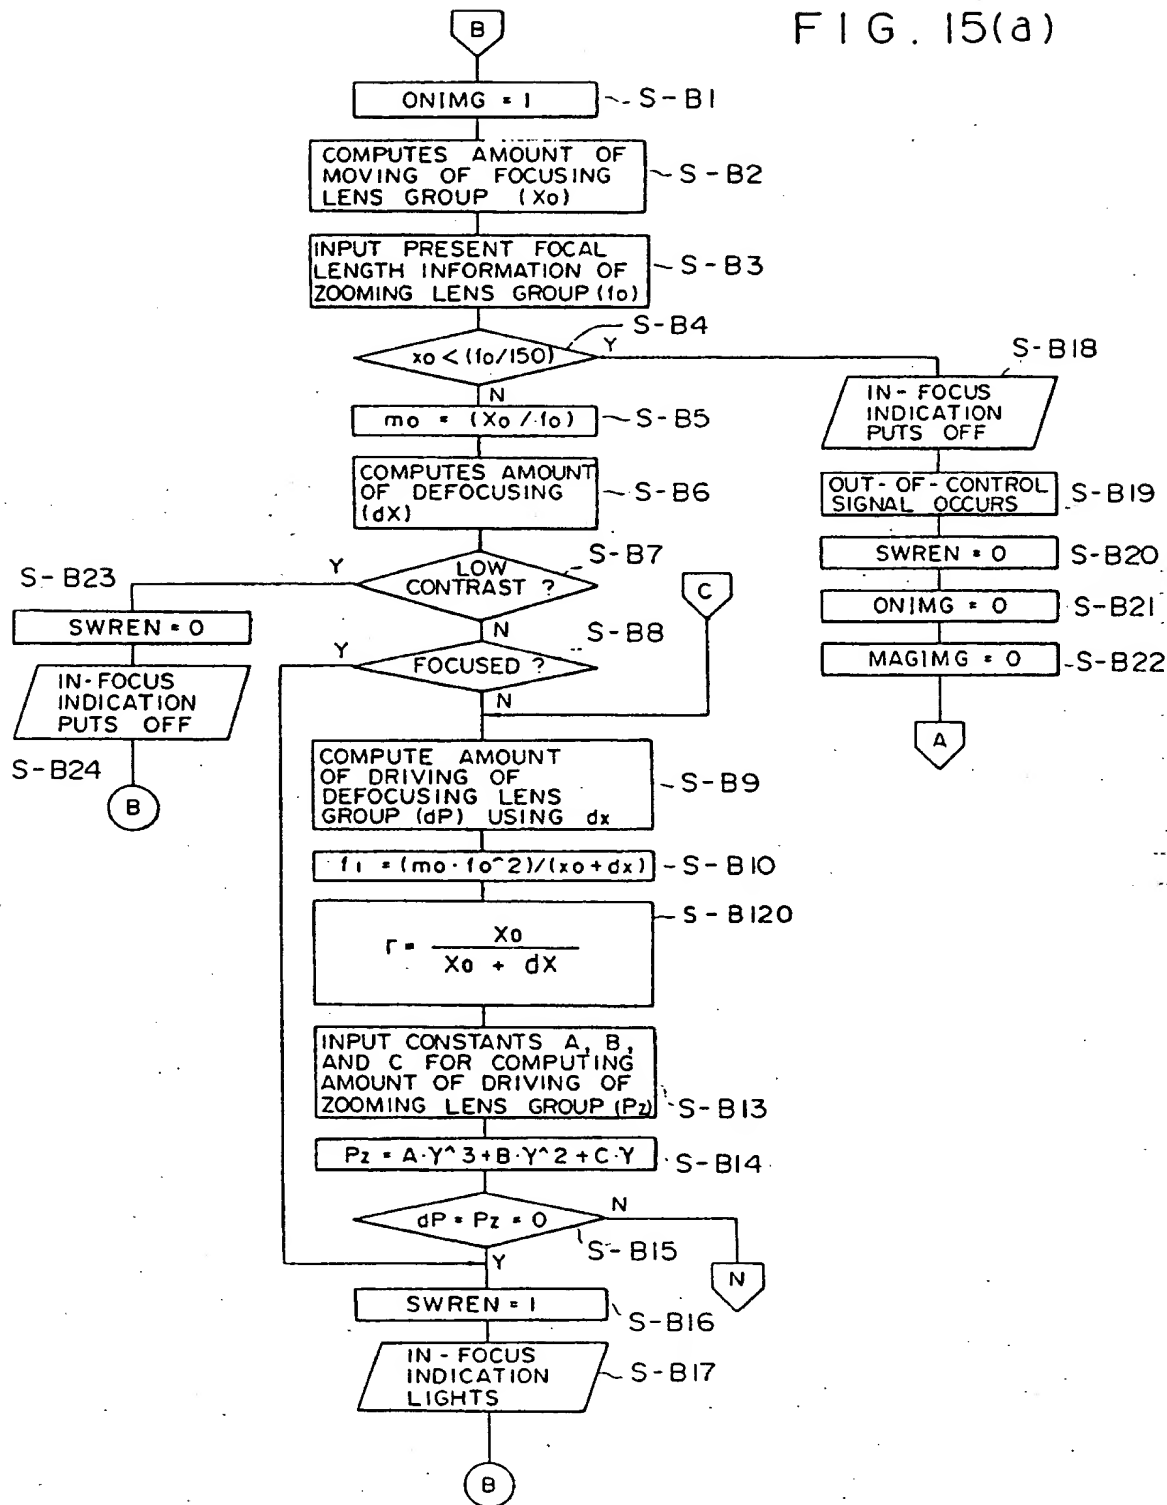 FIG. 15(a)
B
ONIMG = 1
S-B1
COMPUTES AMOUNT OF
MOVING OF FOCUSING
LENS GROUP (Xo)
S-B2
INPUT PRESENT FOCAL
LENGTH INFORMATION OF
ZOOMING LENS GROUP (fo)
S-B3
S-B4
xo < (fo/150)
Y
N
mo = (Xo / fo)
S-B5
COMPUTES AMOUNT
OF DEFOCUSING
(dX)
S-B6
S-B7
LOW
CONTRAST ?
Y
N
S-B23
SWREN = 0
IN-FOCUS
INDICATION
PUTS OFF
S-B24
B
S-B8
FOCUSED ?
Y
N
C
COMPUTE AMOUNT
OF DRIVING OF
DEFOCUSING LENS
GROUP (dP) USING dx
S-B9
f1 = (mo·fo^2)/(xo+dx)
S-B10
S-B120
r = Xo
Xo + dX
INPUT CONSTANTS A, B,
AND C FOR COMPUTING
AMOUNT OF DRIVING OF
ZOOMING LENS GROUP (Pz)
S-B13
Pz = A·Y^3+B·Y^2+C·Y
S-B14
dP = Pz = 0
N
S-B15
Y
N
SWREN = 1
S-B16
IN-FOCUS
INDICATION
LIGHTS
S-B17
B
S-B18
IN-FOCUS
INDICATION
PUTS OFF
OUT-OF-CONTROL
SIGNAL OCCURS
S-B19
SWREN = 0
S-B20
ONIMG = 0
S-B21
MAGIMG = 0
S-B22
A